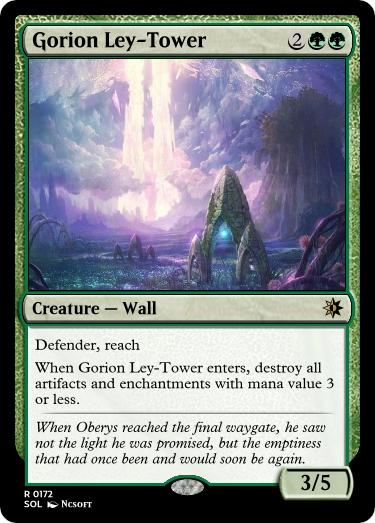 Gorion Ley-Tower 2
Creature — Wall
Defender, reach
When Gorion Ley-Tower enters, destroy all
artifacts and enchantments with mana value 3
or less.
When Oberys reached the final waygate, he saw
not the light he was promised, but the emptiness
that had once been and would soon be again.
3/5
R 0172
SOL Ncsoft